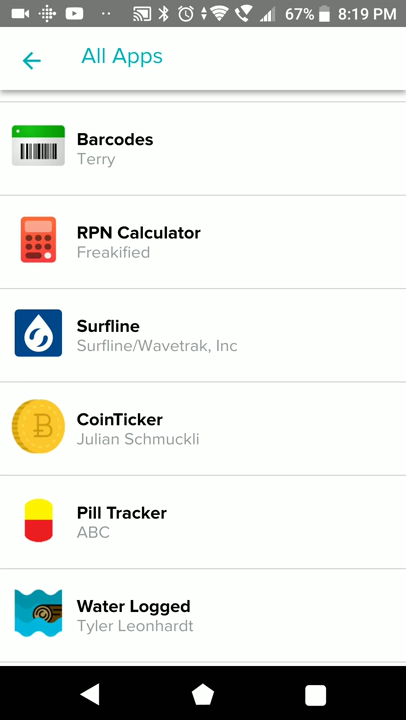 67% 8:19 PM
All Apps
Barcodes
Terry
RPN Calculator
Freakified
Surfline
Surfline/Wavetrak, Inc
CoinTicker
Julian Schmuckli
Pill Tracker
ABC
Water Logged
Tyler Leonhardt